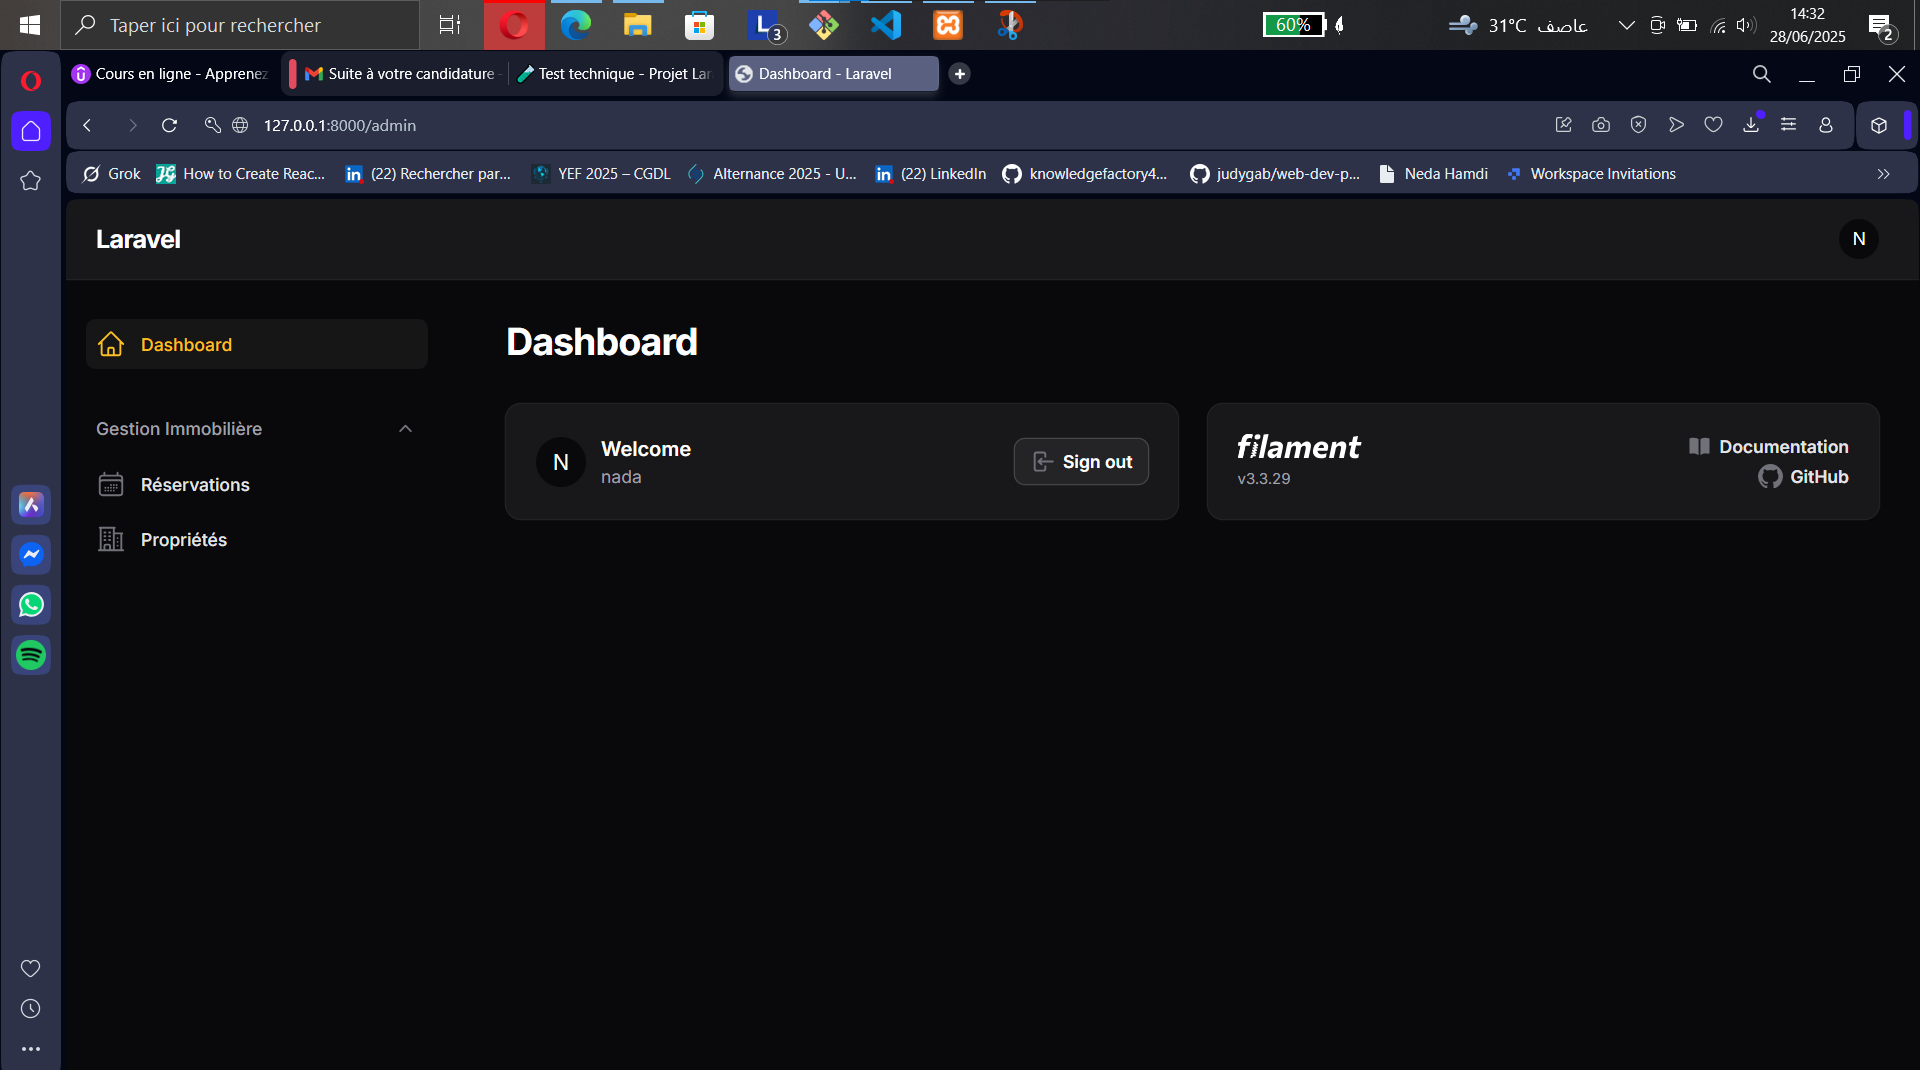 Taper ici pour rechercher
L 3
60%
31°C عاصف
14:32
28/06/2025
2
Cours en ligne - Apprenez
Suite à votre candidature -
Test technique - Projet Lar
Dashboard - Laravel
127.0.0.1:8000/admin
Grok
How to Create Reac...
(22) Rechercher par...
YEF 2025 – CGDL
Alternance 2025 - U...
(22) LinkedIn
knowledgefactory4...
judygab/web-dev-p...
Neda Hamdi
Workspace Invitations
Laravel
N
Dashboard
Gestion Immobilière
Réservations
Propriétés
Dashboard
N
Welcome
nada
Sign out
filament
v3.3.29
Documentation
GitHub